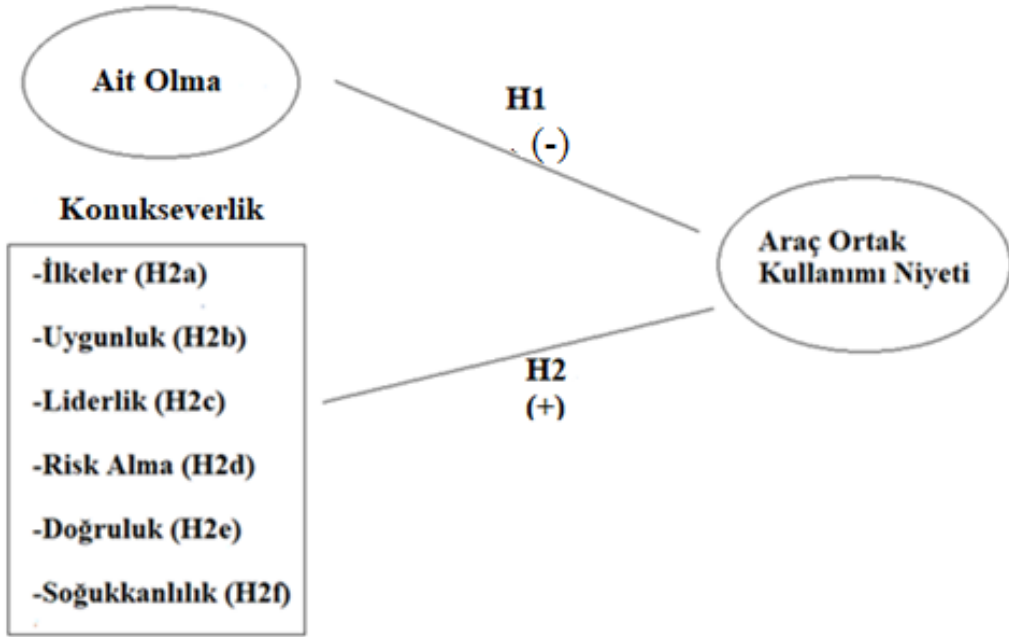 Ait Olma
H1
(-)
Konukseverlik
-İlkeler (H2a)
-Uygunluk (H2b)
-Liderlik (H2c)
-Risk Alma (H2d)
-Doğruluk (H2e)
-Soğukkanlılık (H2f)
Araç Ortak
Kullanımı Niyeti
H2
(+)